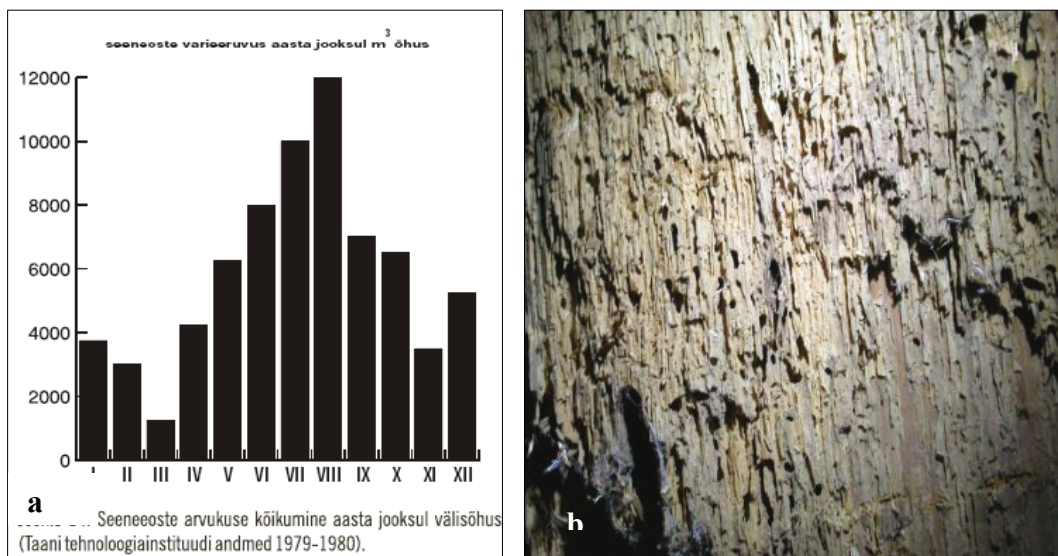 seeneoste varieeruvus aasta jooksul m³ õhus
12000
10000
8000
6000
4000
2000
0
I II III IV V VI VII VIII IX X XI XII
a
Seeneeoste arvukuse kõikumine aasta jooksul välisõhus
(Taani tehnoloogiainstituudi andmed 1979-1980).
b